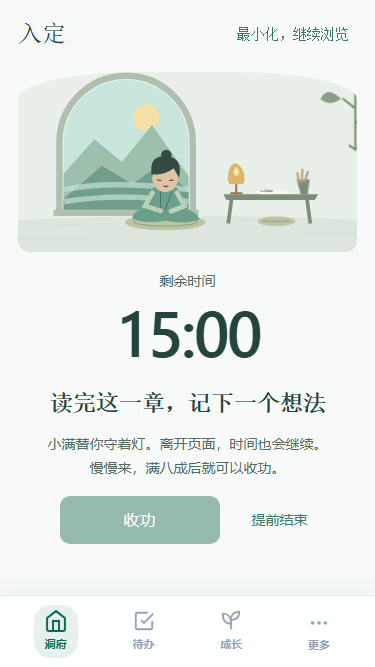 入定
最小化，继续浏览
剩余时间
15:00
读完这一章，记下一个想法
小满替你守着灯。离开页面，时间也会继续。
慢慢来，满八成后就可以收功。
收功
提前结束
洞府
待办
成长
更多